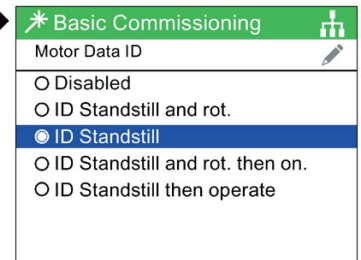 Basic Commissioning
Motor Data ID
Disabled
ID Standstill and rot.
ID Standstill
ID Standstill and rot. then on.
ID Standstill then operate